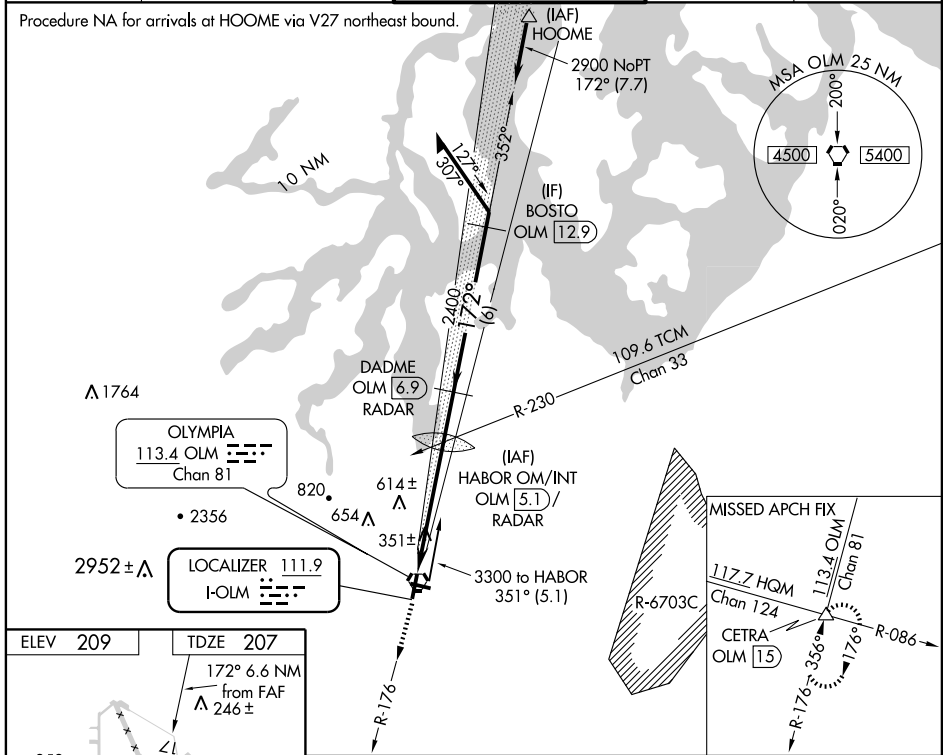 Procedure NA for arrivals at HOOME via V27 northeast bound.
(IAF)
HOOME
2900 NoPT
172° (7.7)
352°
127°
307°
10 NM
(IF)
BOSTO
OLM 12.9
MSA OLM 25 NM
200°
4500
5400
020°
2400
172°
(6)
109.6 TCM
Chan 33
R-230
DADME
OLM 6.9
RADAR
1764
OLYMPIA
113.4 OLM
Chan 81
(IAF)
HABOR OM/INT
OLM 5.1 /
RADAR
614±
820
654
2356
351±
2952±
LOCALIZER 111.9
I-OLM
3300 to HABOR
351° (5.1)
R-6703C
MISSED APCH FIX
113.4 OLM
Chan 81
117.7 HQM
Chan 124
R-086
CETRA
OLM 15
356°
176°
R-176
R-176
ELEV 209
TDZE 207
172° 6.6 NM
from FAF
246±
17